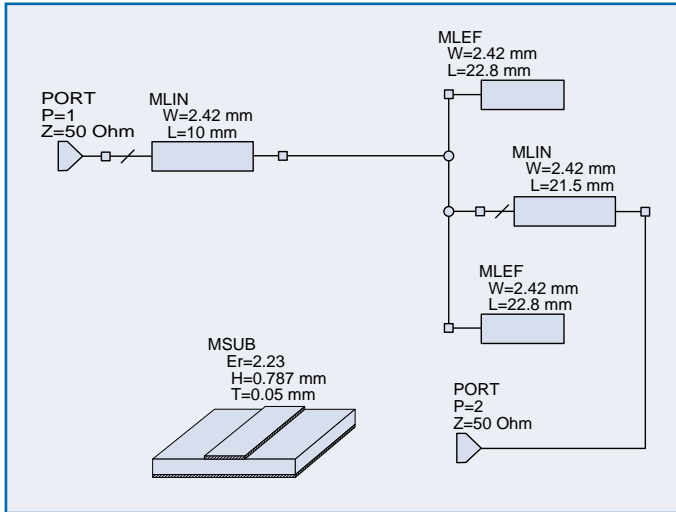 MLEF
W=2.42 mm
L=22.8 mm
PORT
P=1
Z=50 Ohm
MLIN
W=2.42 mm
L=10 mm
MLIN
W=2.42 mm
L=21.5 mm
MLEF
W=2.42 mm
L=22.8 mm
MSUB
Er=2.23
H=0.787 mm
T=0.05 mm
PORT
P=2
Z=50 Ohm